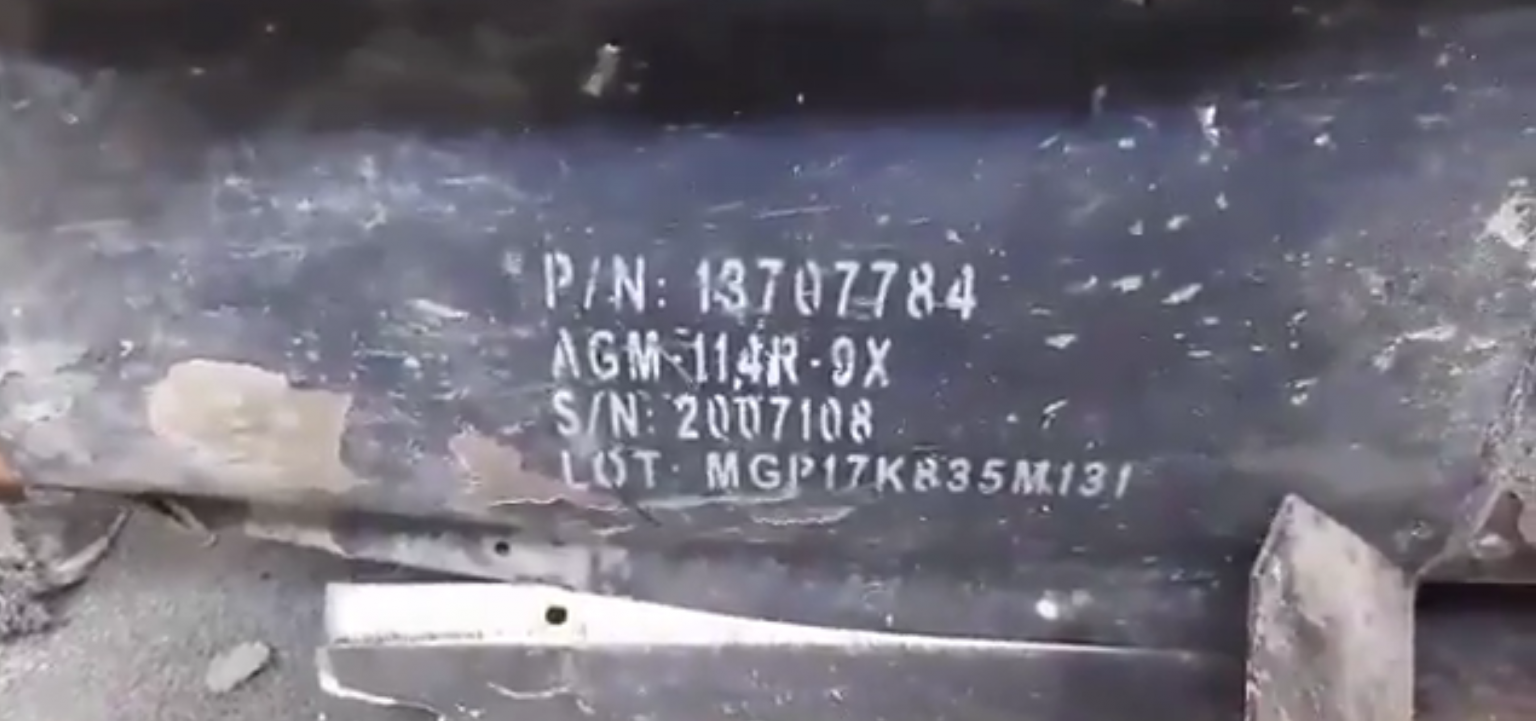 P/N: 13707784
AGM-114R-9X
S/N: 2007108
LOT: MGP17K835M131